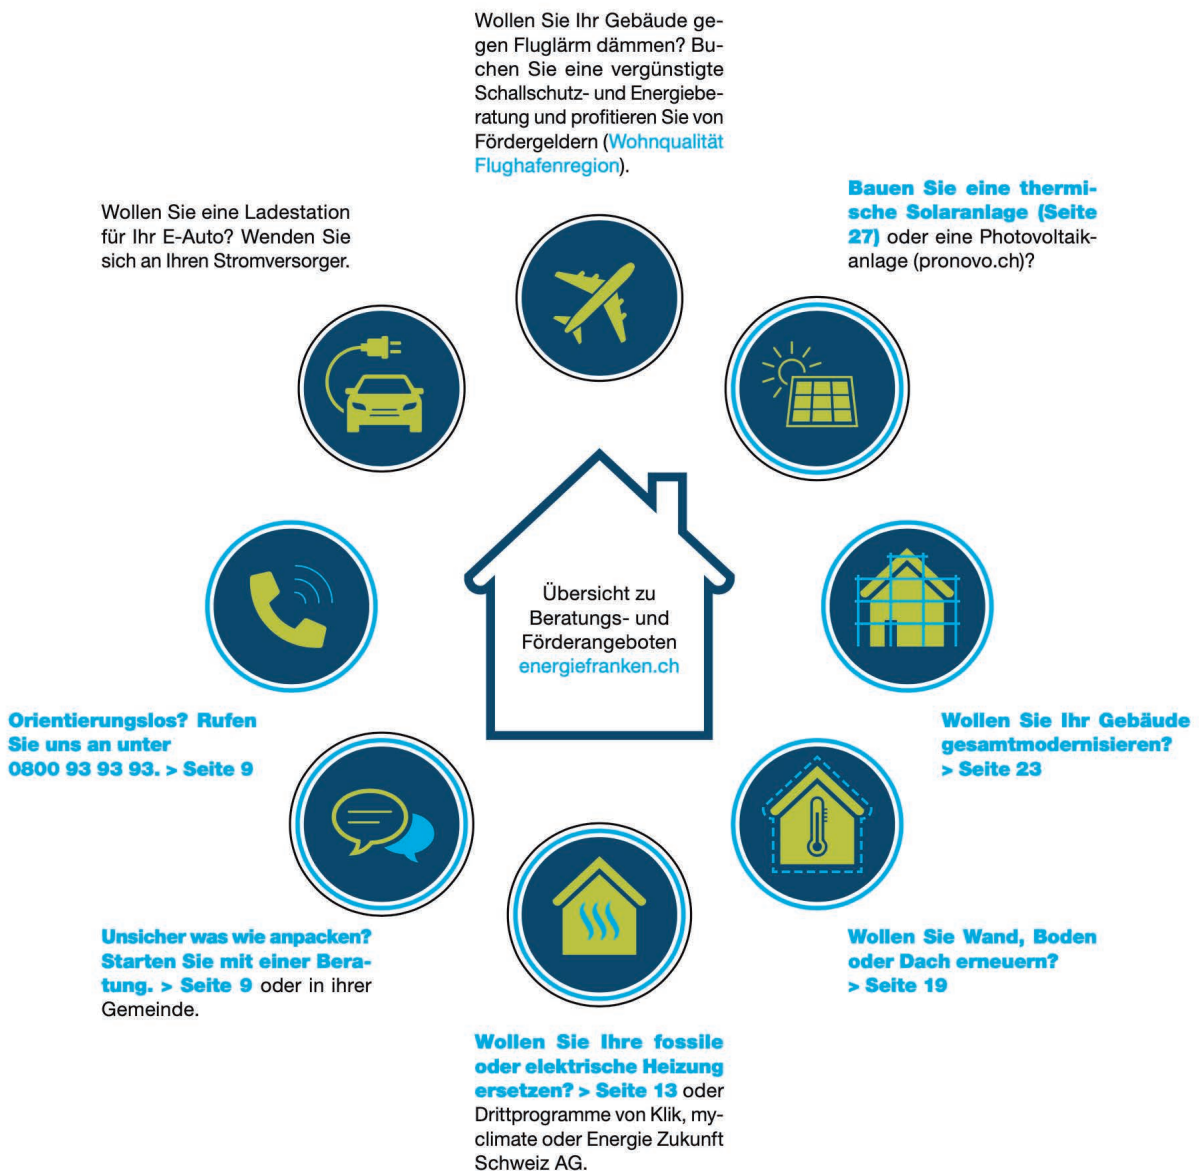 Wollen Sie Ihr Gebäude ge-
gen Fluglärm dämmen? Bu-
chen Sie eine vergünstigte
Schallschutz- und Energiebe-
ratung und profitieren Sie von
Fördergeldern (Wohnqualität
Flughafenregion).
Bauen Sie eine thermi-
sche Solaranlage (Seite
27) oder eine Photovoltaik-
anlage (pronovo.ch)?
Wollen Sie eine Ladestation
für Ihr E-Auto? Wenden Sie
sich an Ihren Stromversorger.
Übersicht zu
Beratungs- und
Förderangeboten
energiefranken.ch
Orientierungslos? Rufen
Sie uns an unter
0800 93 93 93. > Seite 9
Wollen Sie Ihr Gebäude
gesamtmodernisieren?
> Seite 23
Unsicher was wie anpacken?
Starten Sie mit einer Bera-
tung. > Seite 9 oder in ihrer
Gemeinde.
Wollen Sie Wand, Boden
oder Dach erneuern?
> Seite 19
Wollen Sie Ihre fossile
oder elektrische Heizung
ersetzen? > Seite 13 oder
Drittprogramme von Klik, my-
climate oder Energie Zukunft
Schweiz AG.